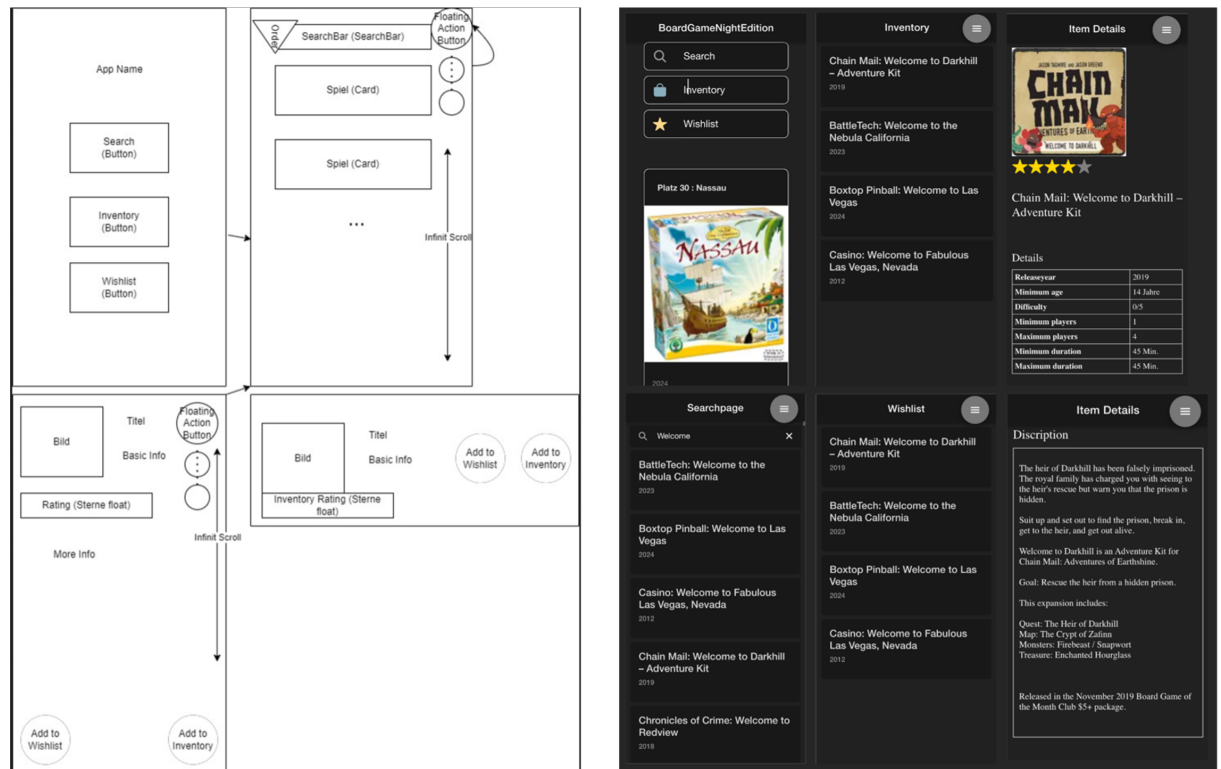 App Name
Search
(Button)
Inventory
(Button)
Wishlist
(Button)
Order
SearchBar (SearchBar)
Floating
Action
Button
Spiel (Card)
Spiel (Card)
...
Infinit Scroll
Bild
Titel
Basic Info
Floating
Action
Button
Rating (Sterne float)
Infinit Scroll
More Info
Add to
Wishlist
Add to
Inventory
Bild
Titel
Basic Info
Inventory Rating (Sterne
float)
Add to
Wishlist
Add to
Inventory
BoardGameNightEdition
Search
Inventory
Wishlist
Platz 30 : Nassau
NASSAU
2024
Inventory
Chain Mail: Welcome to Darkhill
– Adventure Kit
2019
BattleTech: Welcome to the
Nebula California
2023
Boxtop Pinball: Welcome to Las
Vegas
2024
Casino: Welcome to Fabulous
Las Vegas, Nevada
2012
Item Details
JASON TAGMIRE AND JASON GREENO
CHAIN
MAIL
WELCOME TO DARKHILL
Chain Mail: Welcome to Darkhill –
Adventure Kit
Details
Releaseyear 2019
Minimum age 14 Jahre
Difficulty 0/5
Minimum players 1
Maximum players 4
Minimum duration 45 Min.
Maximum duration 45 Min.
Searchpage
Welcome
BattleTech: Welcome to the
Nebula California
2023
Boxtop Pinball: Welcome to Las
Vegas
2024
Casino: Welcome to Fabulous
Las Vegas, Nevada
2012
Chain Mail: Welcome to Darkhill
– Adventure Kit
2019
Chronicles of Crime: Welcome to
Redview
2018
Wishlist
Chain Mail: Welcome to Darkhill
– Adventure Kit
2019
BattleTech: Welcome to the
Nebula California
2023
Boxtop Pinball: Welcome to Las
Vegas
2024
Casino: Welcome to Fabulous
Las Vegas, Nevada
2012
Item Details
Discription
The heir of Darkhill has been falsely imprisoned.
The royal family has charged you with seeing to
the heir's rescue but warn you that the prison is
hidden.
Suit up and set out to find the prison, break in,
get to the heir, and get out alive.
Welcome to Darkhill is an Adventure Kit for
Chain Mail: Adventures of Earthshine.
Goal: Rescue the heir from a hidden prison.
This expansion includes:
Quest: The Heir of Darkhill
Map: The Crypt of Zafinn
Monsters: Firebeast / Snapwort
Treasure: Enchanted Hourglass
Released in the November 2019 Board Game of
the Month Club $5+ package.